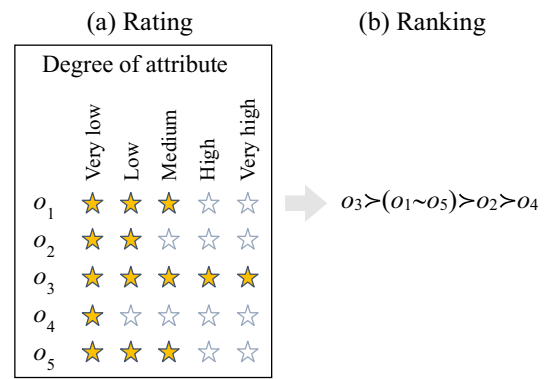 (a) Rating
(b) Ranking
Degree of attribute
Very low
Low
Medium
High
Very high
o1
o2
o3
o4
o5
o3≻(o1~o5)≻o2≻o4